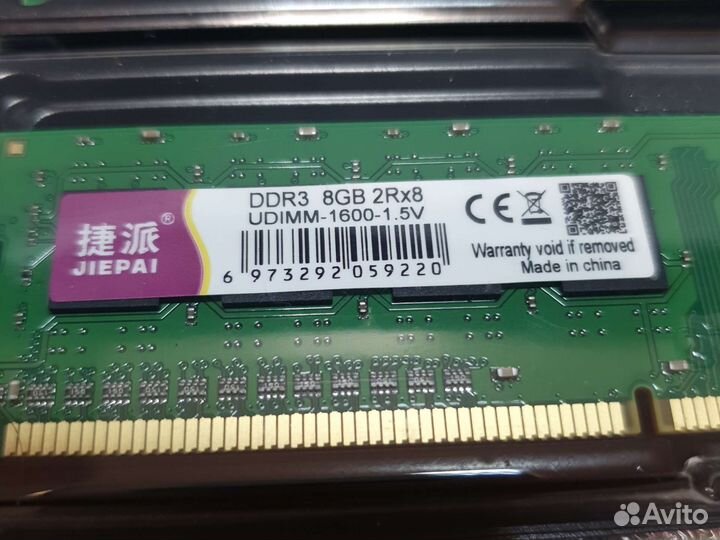 捷派®
JIEPAI
DDR3 8GB 2Rx8
UDIMM-1600-1.5V
6 973292 059220
CE
Warranty void if removed
Made in china
Avito